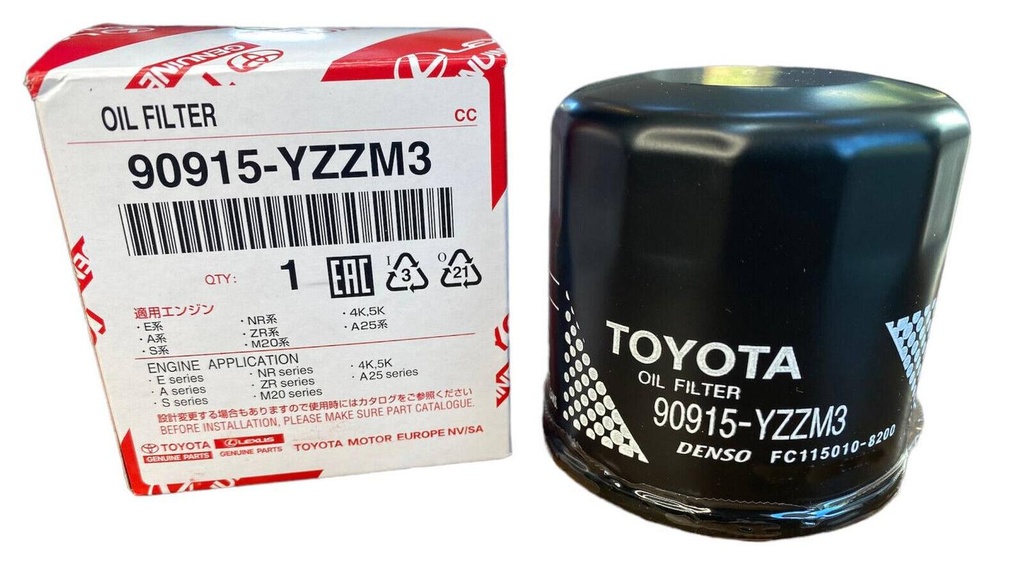 GENUINE
OIL FILTER
CC
90915-YZZM3
QTY: 1
EAC
I 3
O 21
適用エンジン
・E系 ・NR系 ・4K,5K
・A系 ・ZR系 ・A25系
・S系 ・M20系
ENGINE APPLICATION
・E series ・NR series ・4K,5K
・A series ・ZR series ・A25 series
・S series ・M20 series
設計変更する場合もありますので使用時にはカタログをご参照ください
BEFORE INSTALLATION, PLEASE MAKE SURE PART CATALOGUE.
TOYOTA LEXUS TOYOTA MOTOR EUROPE NV/SA
GENUINE PARTS GENUINE PARTS
TOYOTA
OIL FILTER
90915-YZZM3
DENSO FC115010-8200